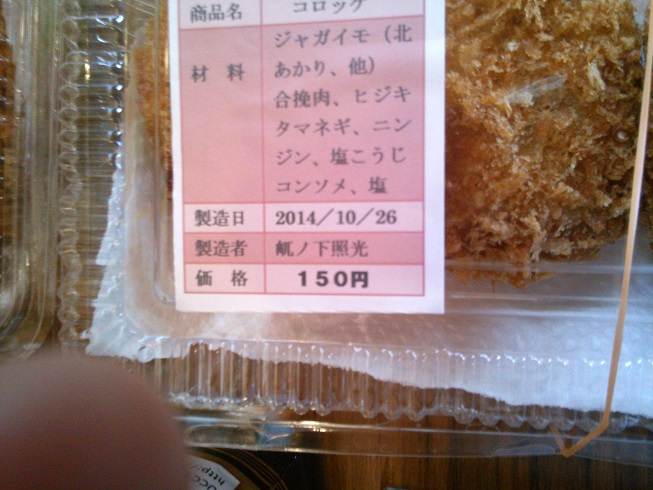 商品名 コロッケ
材 料 ジャガイモ（北
あかり、他）
合挽肉、ヒジキ
タマネギ、ニン
ジン、塩こうじ
コンソメ、塩
製造日 2014／10／26
製造者 ノ下照光
価 格 150円
http:/